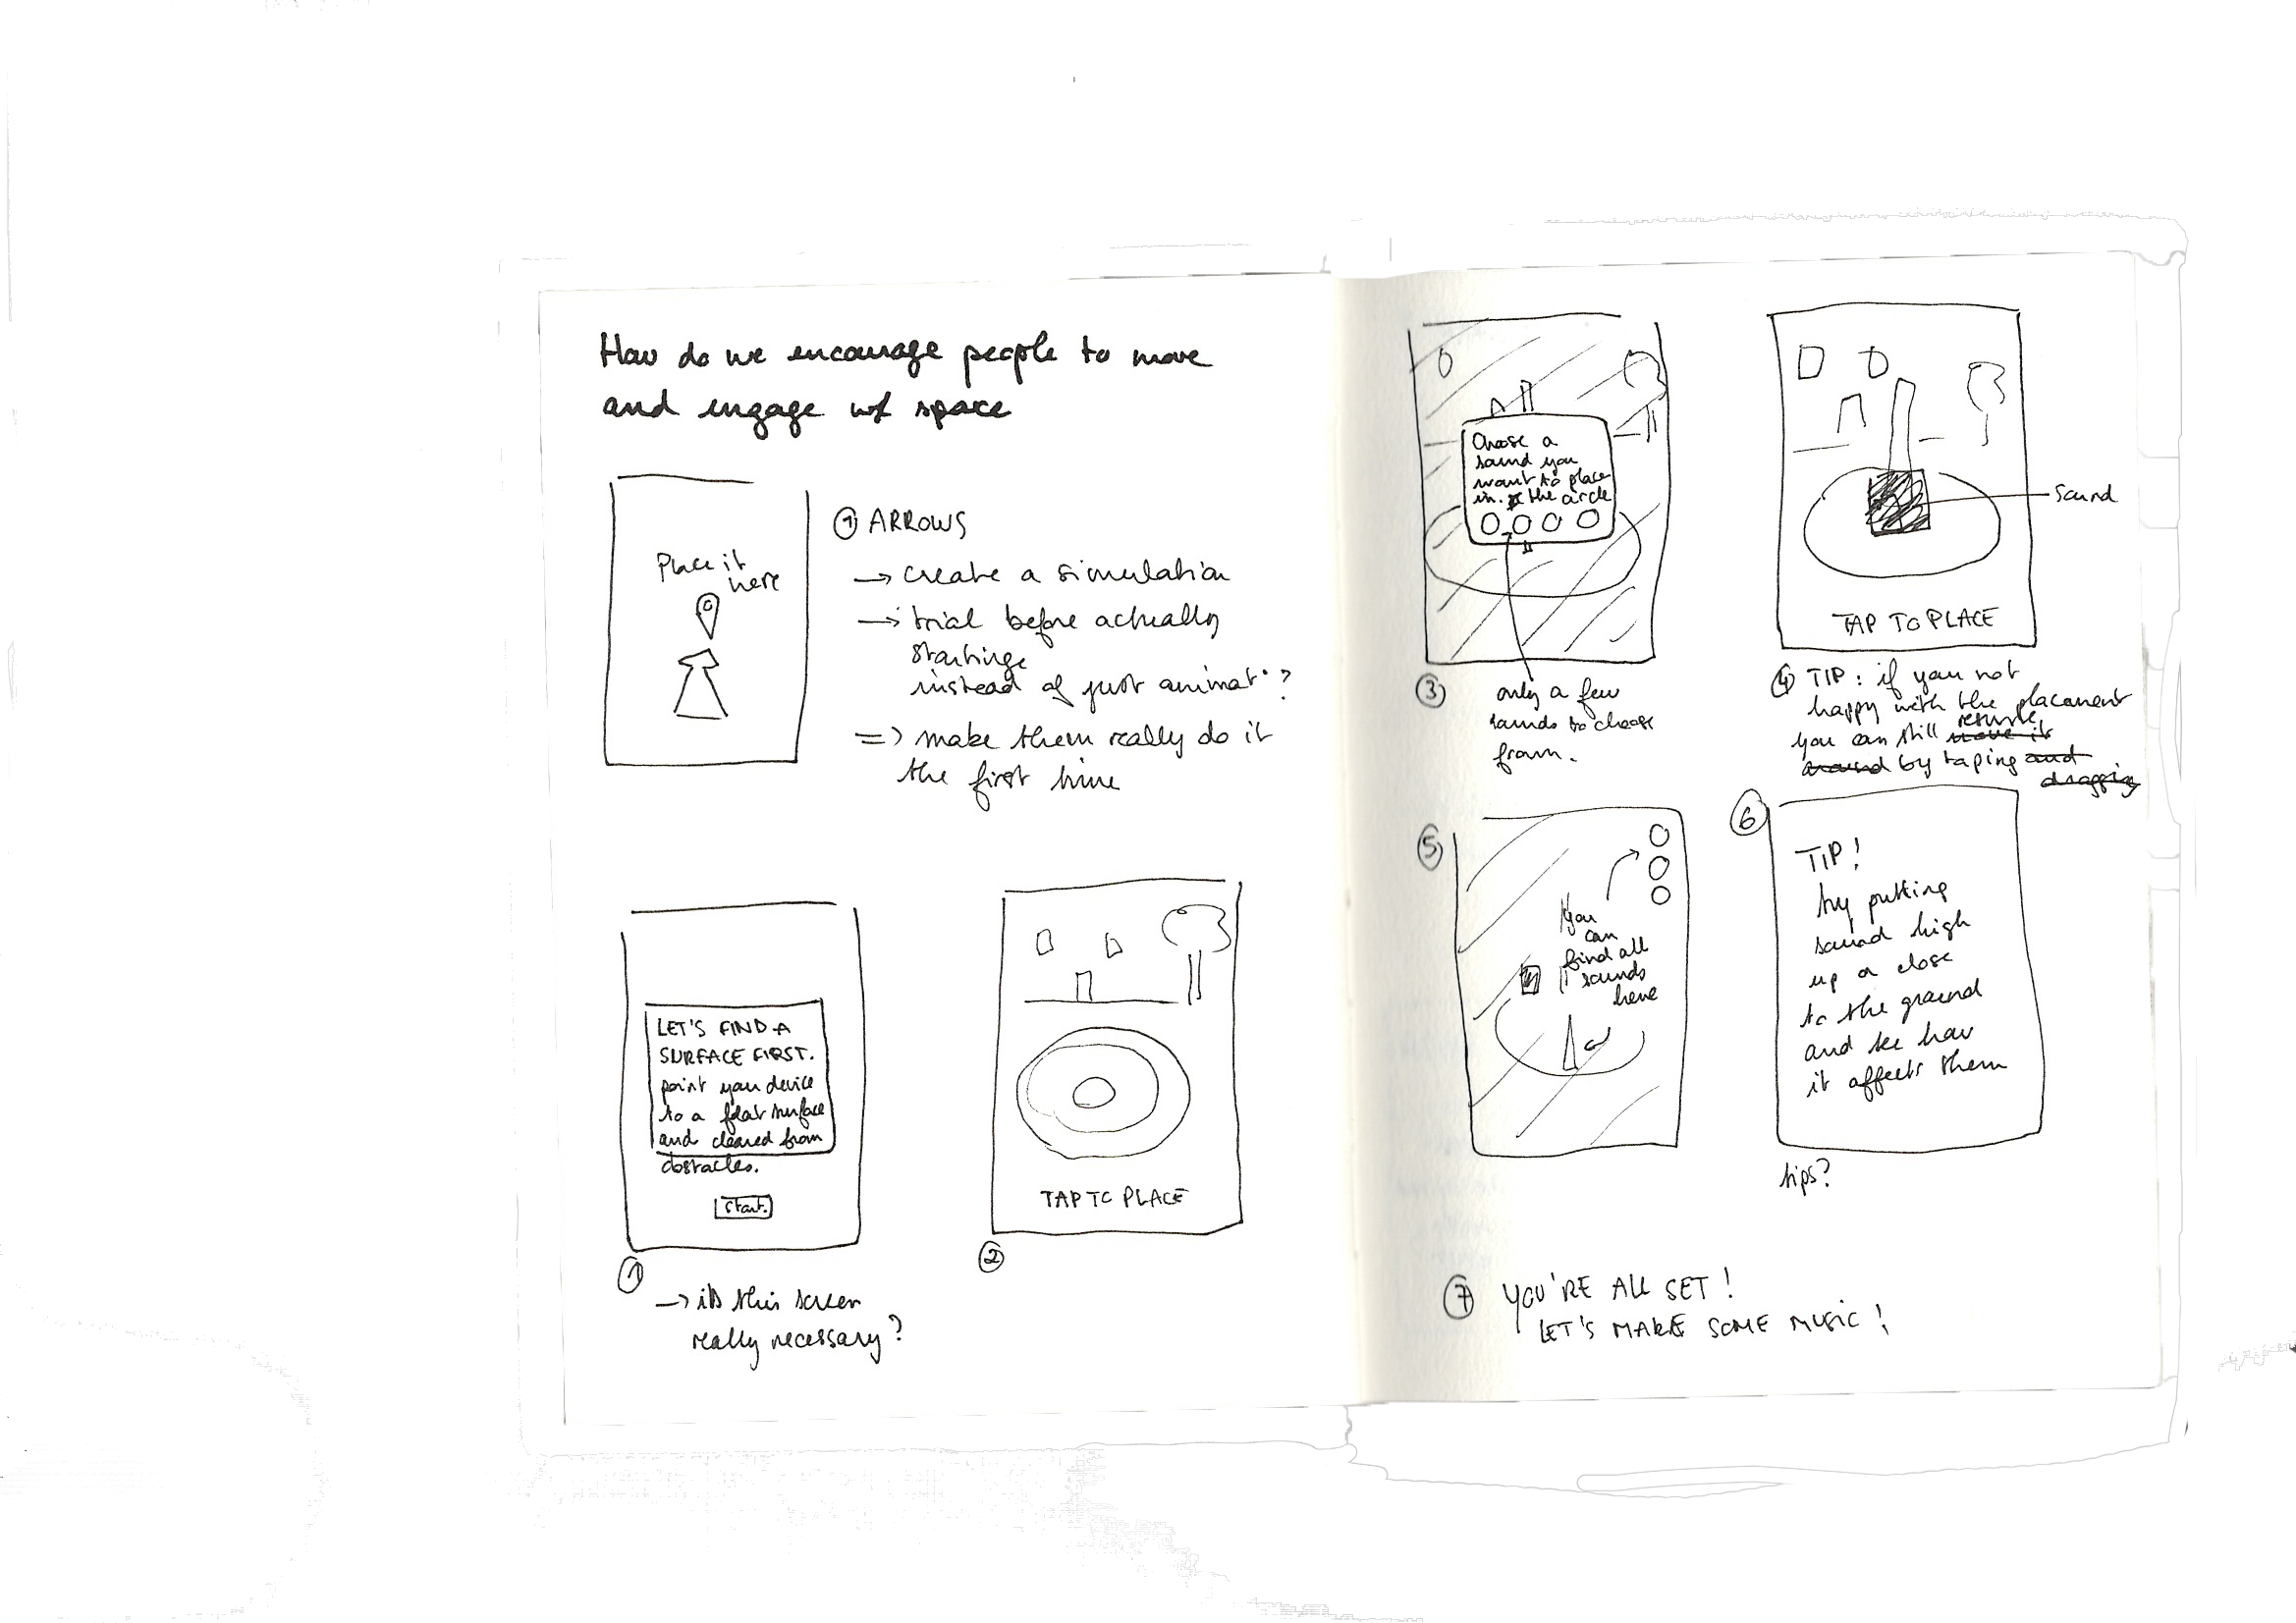 How do we encourage people to move
and engage w/ space
Place it
here
① ARROWS
→ create a simulation
→ trial before actually
starting
instead of just animat°?
=> make them really do it
the first time
LET'S FIND A
SURFACE FIRST.
point you device
to a flat surface
and cleared from
obstacles.
Start.
①
→ is this screen
really necessary?
TAP TO PLACE
②
Choose a
sound you
want to place
in the circle
③
only a few
sounds to choose
from.
sound
TAP TO PLACE
④ TIP: if you not
happy with the placement
you can still move it
around by taping and
dragging
⑤
You
can
find all
sounds
here
⑥
TIP!
try putting
sound high
up or close
to the ground
and see how
it affects them
tips?
⑦ YOU'RE ALL SET!
LET'S MAKE SOME MUSIC!